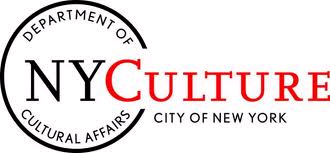 DEPARTMENT OF
NYCULTURE
CULTURAL AFFAIRS
CITY OF NEW YORK